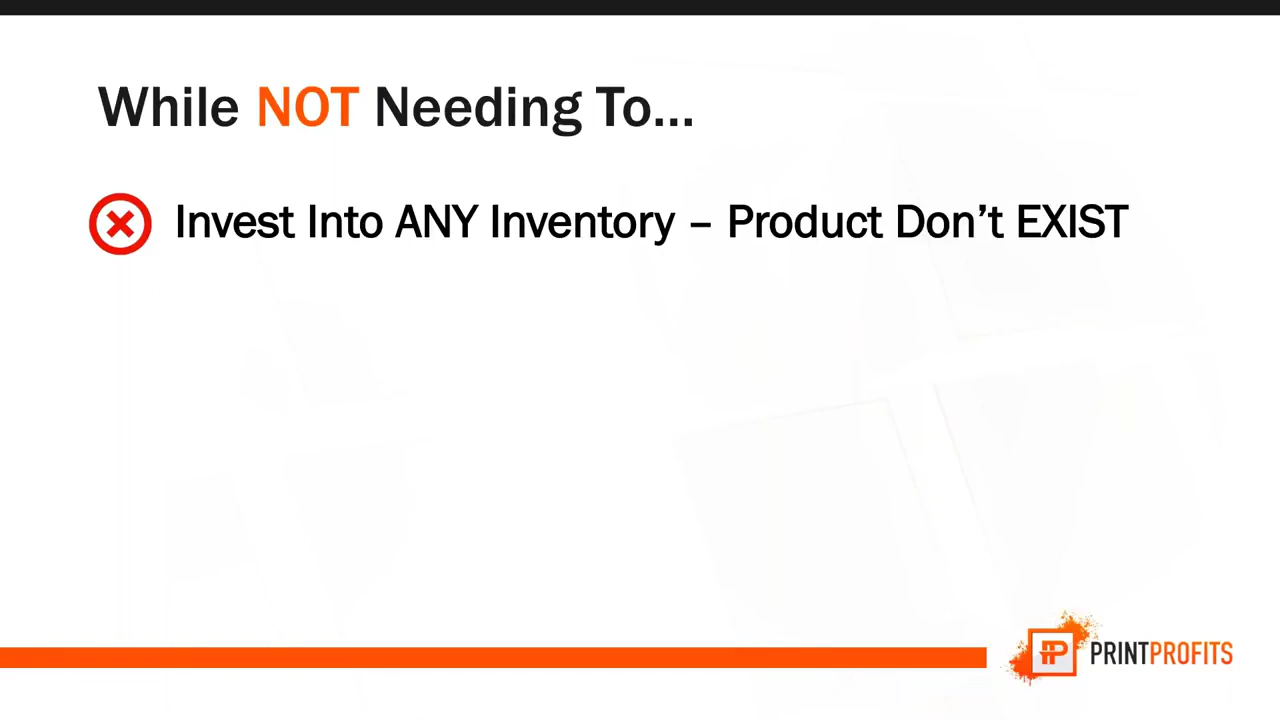 While NOT Needing To...
Invest Into ANY Inventory – Product Don’t EXIST
PRINTPROFITS